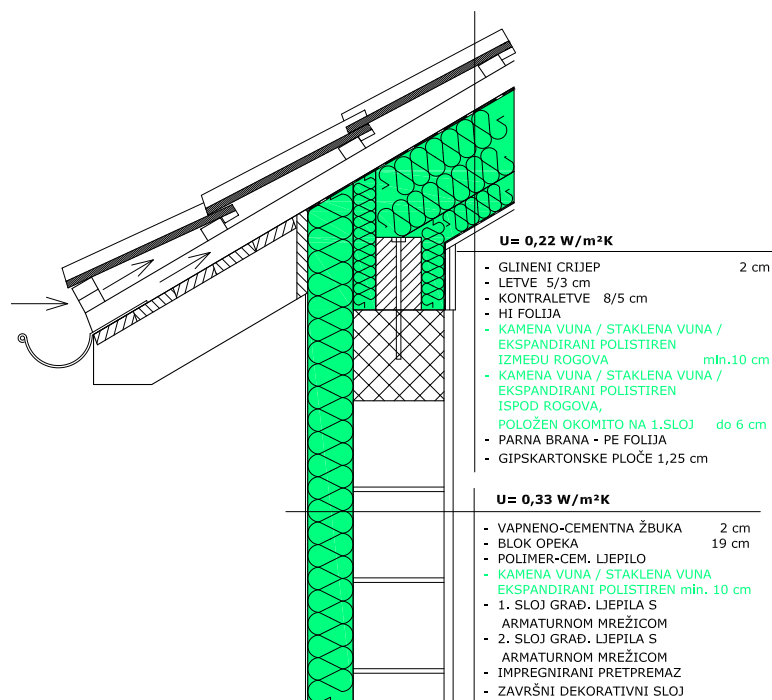 U= 0,22 W/m²K
- GLINENI CRIJEP 2 cm
- LETVE 5/3 cm
- KONTRALETVE 8/5 cm
- HI FOLIJA
- KAMENA VUNA / STAKLENA VUNA /
EKSPANDIRANI POLISTIREN
IZMEĐU ROGOVA min.10 cm
- KAMENA VUNA / STAKLENA VUNA /
EKSPANDIRANI POLISTIREN
ISPOD ROGOVA,
POLOŽEN OKOMITO NA 1.SLOJ do 6 cm
- PARNA BRANA - PE FOLIJA
- GIPSKARTONSKE PLOČE 1,25 cm
U= 0,33 W/m²K
- VAPNENO-CEMENTNA ŽBUKA 2 cm
- BLOK OPEKA 19 cm
- POLIMER-CEM. LJEPILO
- KAMENA VUNA / STAKLENA VUNA
EKSPANDIRANI POLISTIREN min. 10 cm
- 1. SLOJ GRAĐ. LJEPILA S
ARMATURNOM MREŽICOM
- 2. SLOJ GRAĐ. LJEPILA S
ARMATURNOM MREŽICOM
- IMPREGNIRANI PRETPREMAZ
- ZAVRŠNI DEKORATIVNI SLOJ